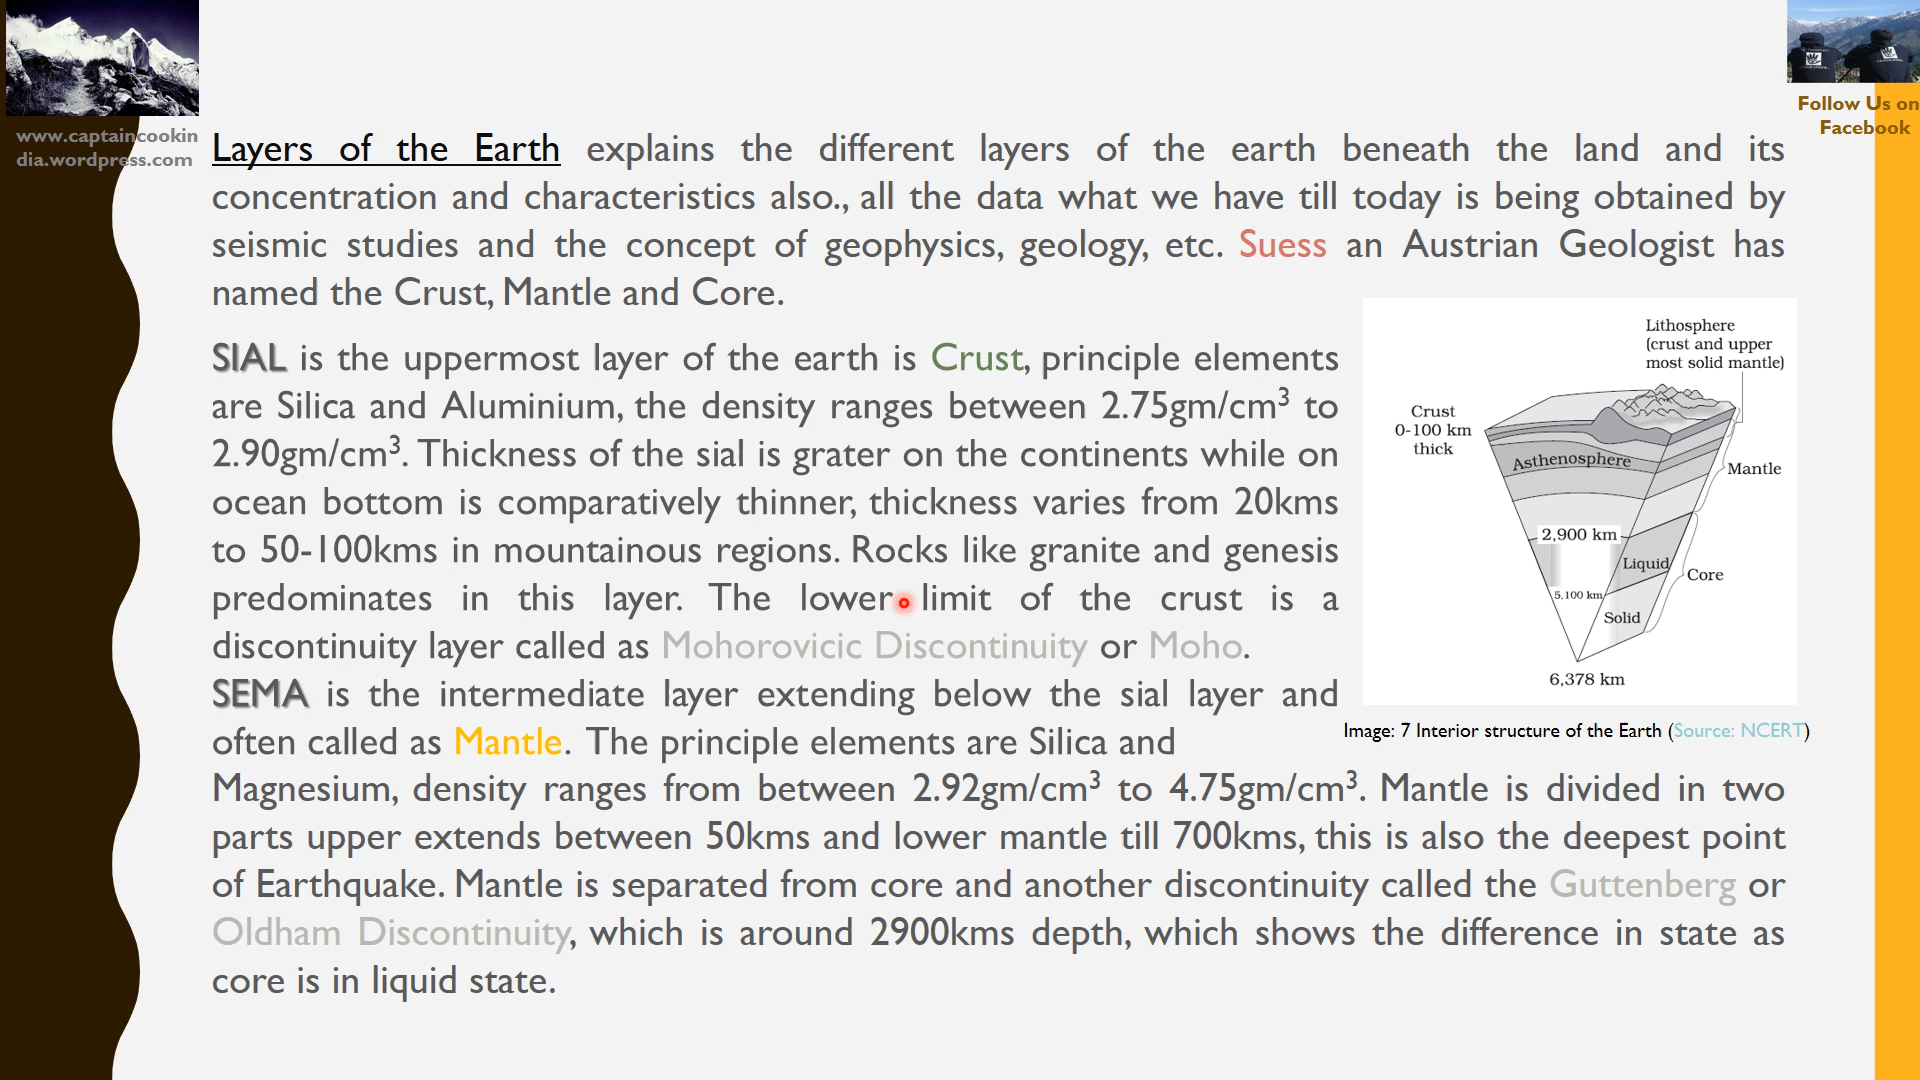 www.captaincookin
dia.wordpress.com
Follow Us on
Facebook
Layers of the Earth explains the different layers of the earth beneath the land and its
concentration and characteristics also., all the data what we have till today is being obtained by
seismic studies and the concept of geophysics, geology, etc. Suess an Austrian Geologist has
named the Crust, Mantle and Core.
SIAL is the uppermost layer of the earth is Crust, principle elements
are Silica and Aluminium, the density ranges between 2.75gm/cm³ to
2.90gm/cm³. Thickness of the sial is grater on the continents while on
ocean bottom is comparatively thinner, thickness varies from 20kms
to 50-100kms in mountainous regions. Rocks like granite and genesis
predominates in this layer. The lower limit of the crust is a
discontinuity layer called as Mohorovicic Discontinuity or Moho.
SEMA is the intermediate layer extending below the sial layer and
often called as Mantle. The principle elements are Silica and
Magnesium, density ranges from between 2.92gm/cm³ to 4.75gm/cm³. Mantle is divided in two
parts upper extends between 50kms and lower mantle till 700kms, this is also the deepest point
of Earthquake. Mantle is separated from core and another discontinuity called the Guttenberg or
Oldham Discontinuity, which is around 2900kms depth, which shows the difference in state as
core is in liquid state.
Lithosphere
(crust and upper
most solid mantle)
Crust
0-100 km
thick
Asthenosphere
Mantle
2,900 km
Liquid
Core
5,100 km
Solid
6,378 km
Image: 7 Interior structure of the Earth (Source: NCERT)